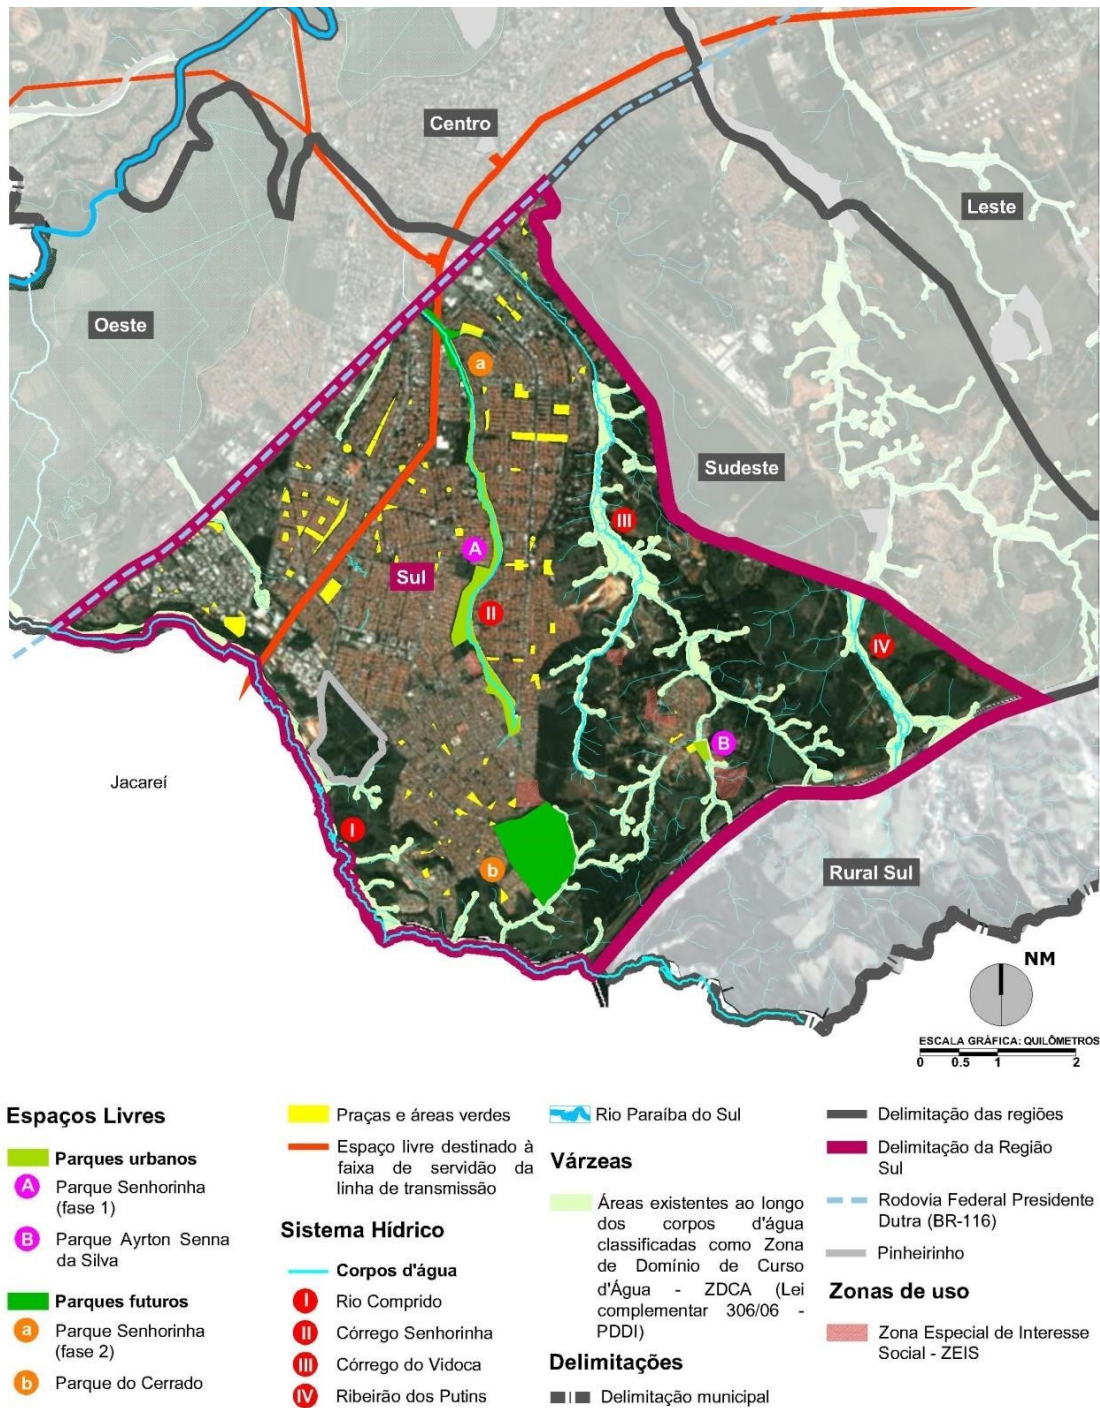 Centro
Leste
Oeste
a
Sudeste
III
A
Sul
II
IV
B
Jacareí
I
b
Rural Sul
NM
ESCALA GRÁFICA: QUILÔMETROS
0 0.5 1 2
Espaços Livres
Parques urbanos
A Parque Senhorinha
(fase 1)
B Parque Ayrton Senna
da Silva
Parques futuros
a Parque Senhorinha
(fase 2)
b Parque do Cerrado
Praças e áreas verdes
Espaço livre destinado à
faixa de servidão da
linha de transmissão
Sistema Hídrico
Corpos d'água
I Rio Comprido
II Córrego Senhorinha
III Córrego do Vidoca
IV Ribeirão dos Putins
Rio Paraíba do Sul
Várzeas
Áreas existentes ao longo
dos corpos d'água
classificadas como Zona
de Domínio de Curso
d'Água - ZDCA (Lei
complementar 306/06 -
PDDI)
Delimitações
Delimitação municipal
Delimitação das regiões
Delimitação da Região
Sul
Rodovia Federal Presidente
Dutra (BR-116)
Pinheirinho
Zonas de uso
Zona Especial de Interesse
Social - ZEIS